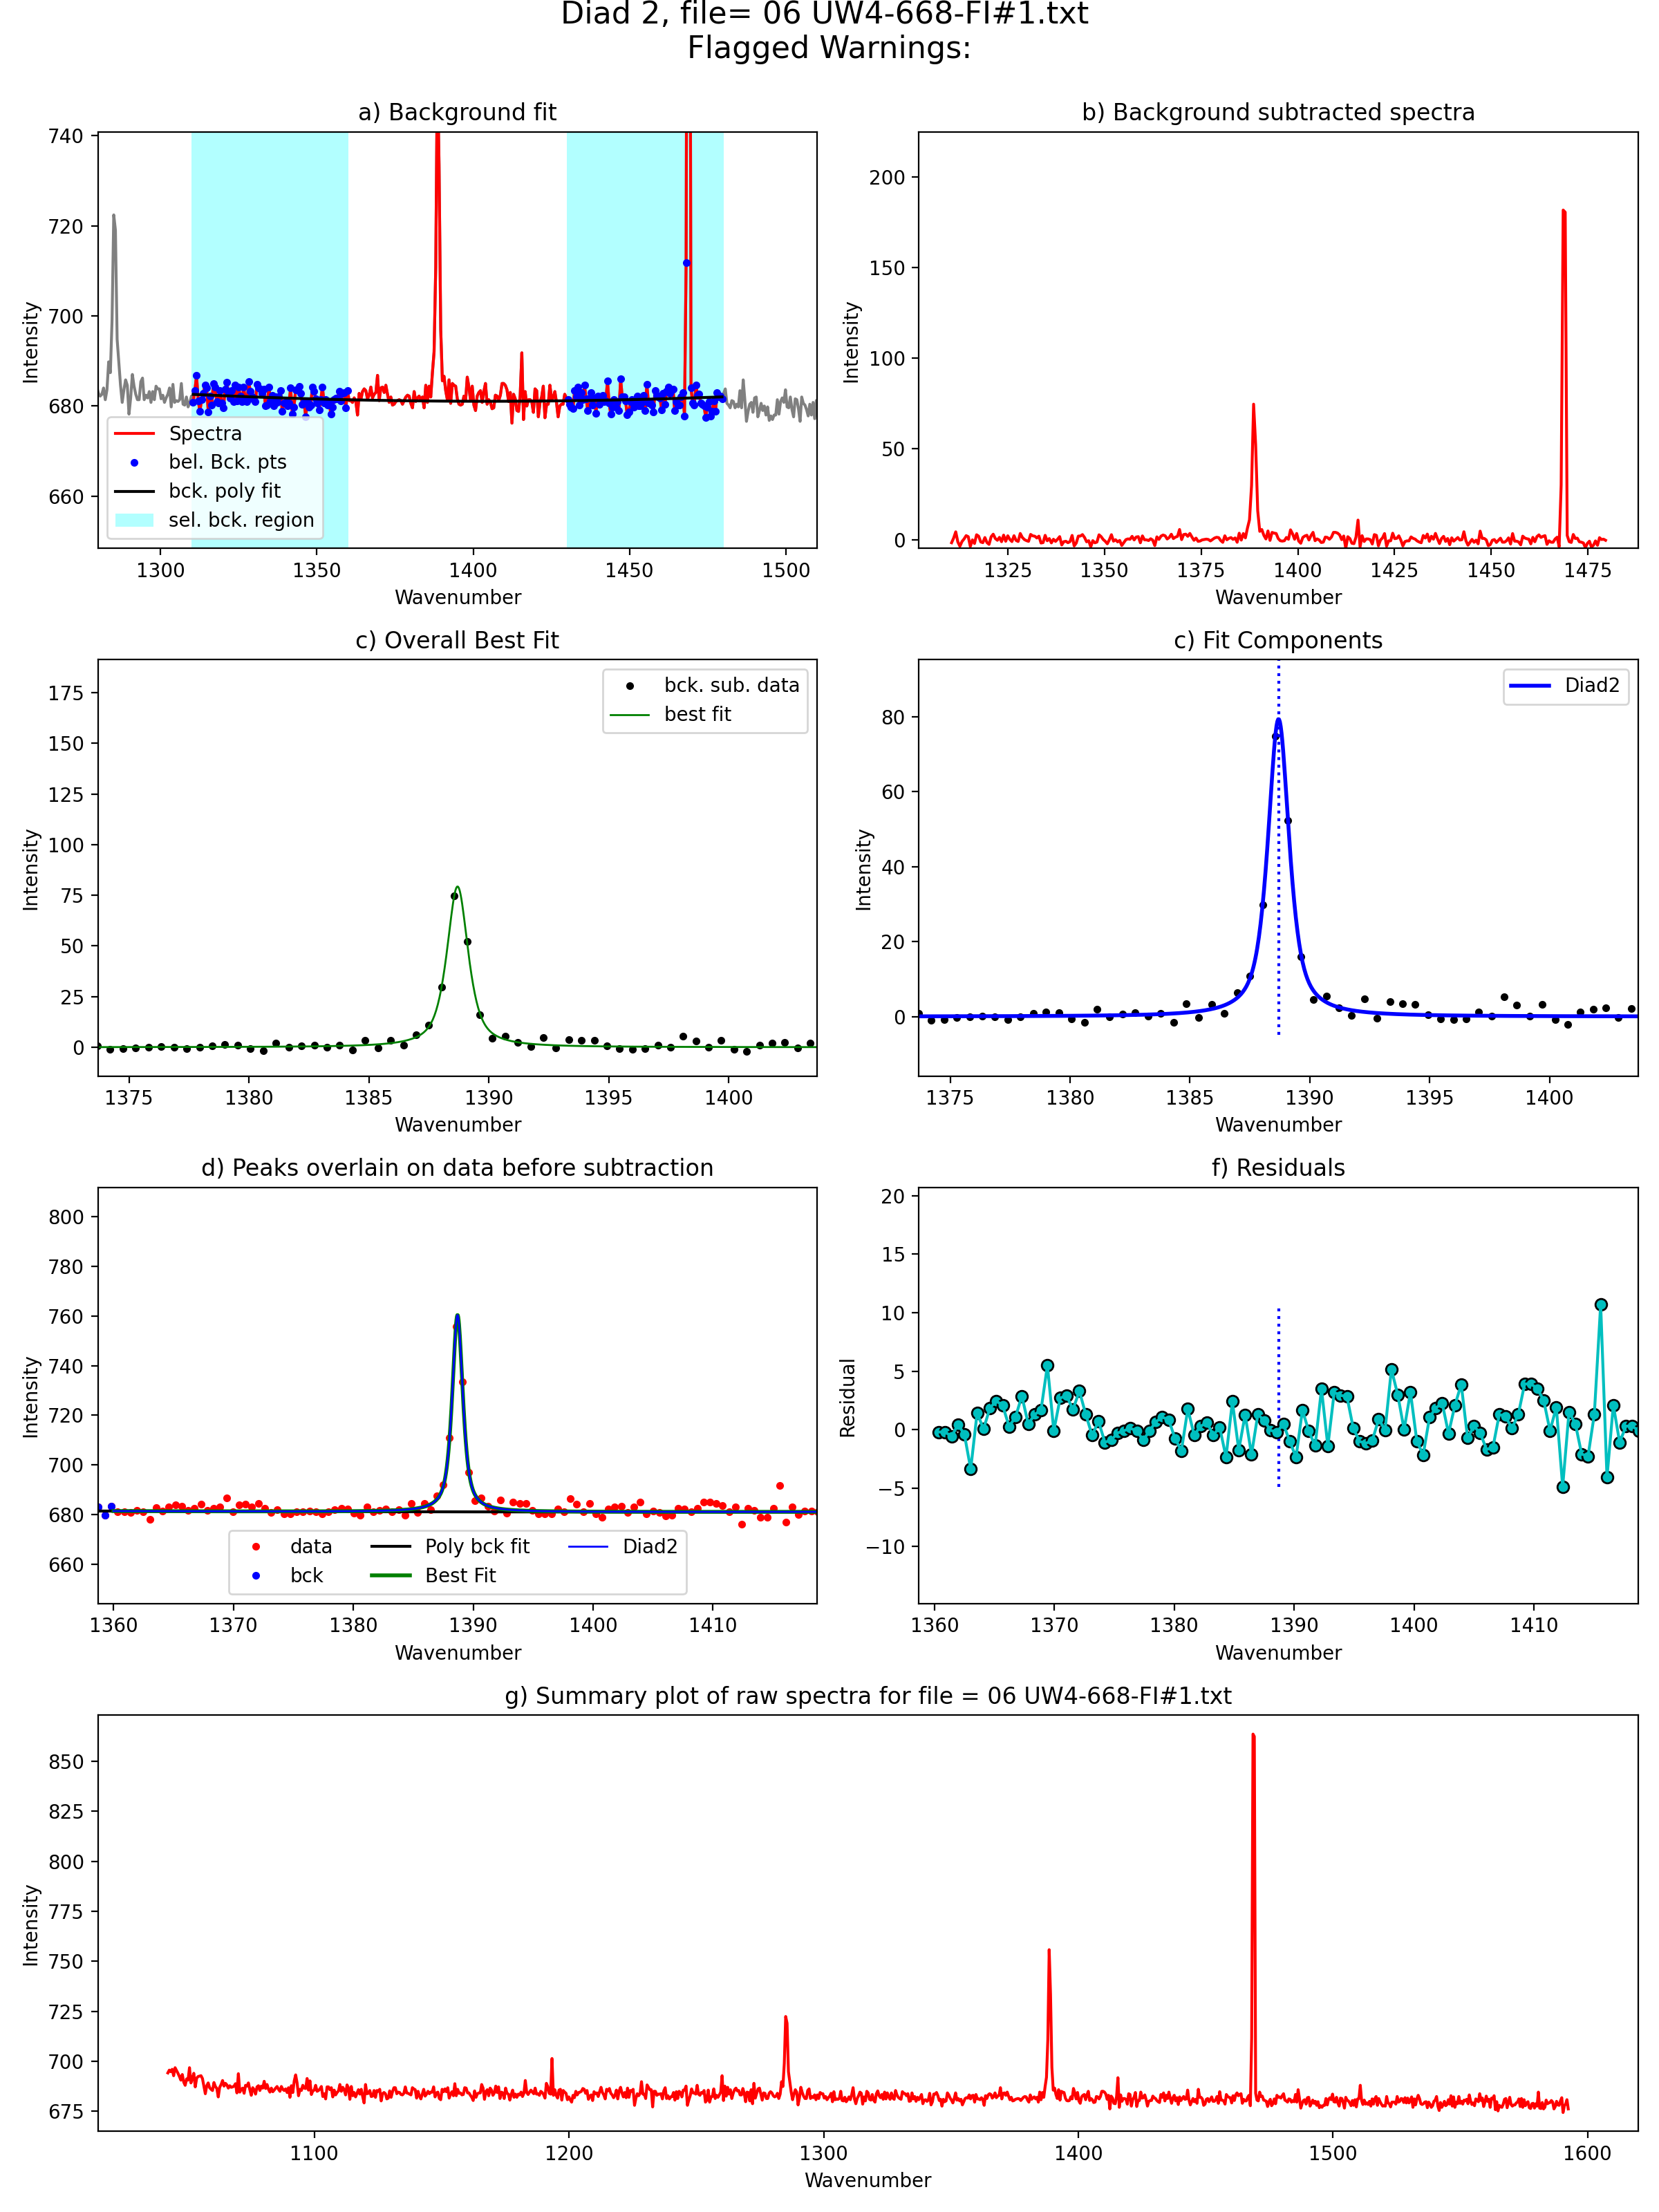 Diad 2, file= 06 UW4-668-FI#1.txt
Flagged Warnings:
a) Background fit
740
720
700
680
660
Intensity
Spectra
bel. Bck. pts
bck. poly fit
sel. bck. region
1300 1350 1400 1450 1500
Wavenumber
b) Background subtracted spectra
200
150
100
50
0
Intensity
1325 1350 1375 1400 1425 1450 1475
Wavenumber
c) Overall Best Fit
175
150
125
100
75
50
25
0
Intensity
bck. sub. data
best fit
1375 1380 1385 1390 1395 1400
Wavenumber
c) Fit Components
80
60
40
20
0
Intensity
Diad2
1375 1380 1385 1390 1395 1400
Wavenumber
d) Peaks overlain on data before subtraction
800
780
760
740
720
700
680
660
Intensity
data Poly bck fit Diad2
bck Best Fit
1360 1370 1380 1390 1400 1410
Wavenumber
f) Residuals
20
15
10
5
0
−5
−10
Residual
1360 1370 1380 1390 1400 1410
Wavenumber
g) Summary plot of raw spectra for file = 06 UW4-668-FI#1.txt
850
825
800
775
750
725
700
675
Intensity
1100 1200 1300 1400 1500 1600
Wavenumber